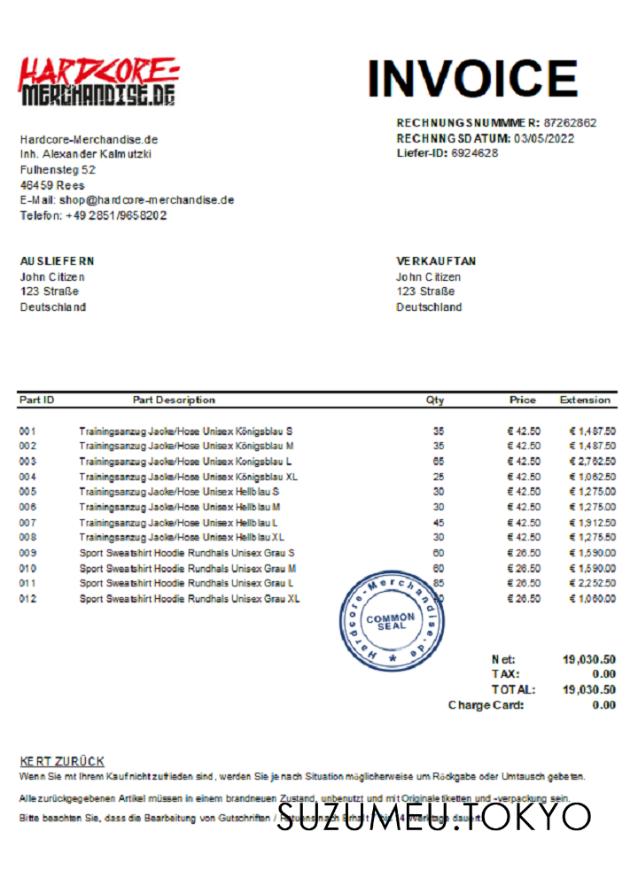 HARDCORE-
MERCHANDISE.DE
INVOICE
RECHNUNGSNUMMMER: 87262862
RECHNNGSDATUM: 03/05/2022
Liefer-ID: 6924628
Hardcore-Merchandise.de
Inh. Alexander Kalmutzki
Fulhensteg 52
46459 Rees
E-Mail: shop@hardcore-merchandise.de
Telefon: +49 2851/9658202
AUSLIEFERN
John Citizen
123 Straße
Deutschland
VERKAUFTAN
John Citizen
123 Straße
Deutschland
Part ID Part Description Qty Price Extension
001 Trainingsanzug Jacke/Hose Unisex Königsblau S 35 € 42.50 € 1,487.50
002 Trainingsanzug Jacke/Hose Unisex Königsblau M 35 € 42.50 € 1,487.50
003 Trainingsanzug Jacke/Hose Unisex Königsblau L 65 € 42.50 € 2,762.50
004 Trainingsanzug Jacke/Hose Unisex Königsblau XL 25 € 42.50 € 1,062.50
005 Trainingsanzug Jacke/Hose Unisex Hellblau S 30 € 42.50 € 1,275.00
006 Trainingsanzug Jacke/Hose Unisex Hellblau M 30 € 42.50 € 1,275.00
007 Trainingsanzug Jacke/Hose Unisex Hellblau L 45 € 42.50 € 1,912.50
008 Trainingsanzug Jacke/Hose Unisex Hellblau XL 30 € 42.50 € 1,275.50
009 Sport Sweatshirt Hoodie Rundhals Unisex Grau S 60 € 26.50 € 1,590.00
010 Sport Sweatshirt Hoodie Rundhals Unisex Grau M 60 € 26.50 € 1,590.00
011 Sport Sweatshirt Hoodie Rundhals Unisex Grau L 85 € 26.50 € 2,252.50
012 Sport Sweatshirt Hoodie Rundhals Unisex Grau XL € 26.50 € 1,060.00
Hardcore-Merchandise.de
COMMON
SEAL
Net: 19,030.50
TAX: 0.00
TOTAL: 19,030.50
Charge Card: 0.00
KERT ZURÜCK
Wenn Sie mt Ihrem Kauf nicht zufrieden sind, werden Sie je nach Situation möglicherweise um Rückgabe oder Umtausch gebeten.
Alle zurückgegebenen Artikel müssen in einem brandneuen Zustand, unbenutzt und mit Originaletiketten und -verpackung sein.
Bitte beachten Sie, dass die Bearbeitung von Gutschriften / Retuens nach Erhalt 7 bis 14 Werktage dauert.
SUZUMEU.TOKYO